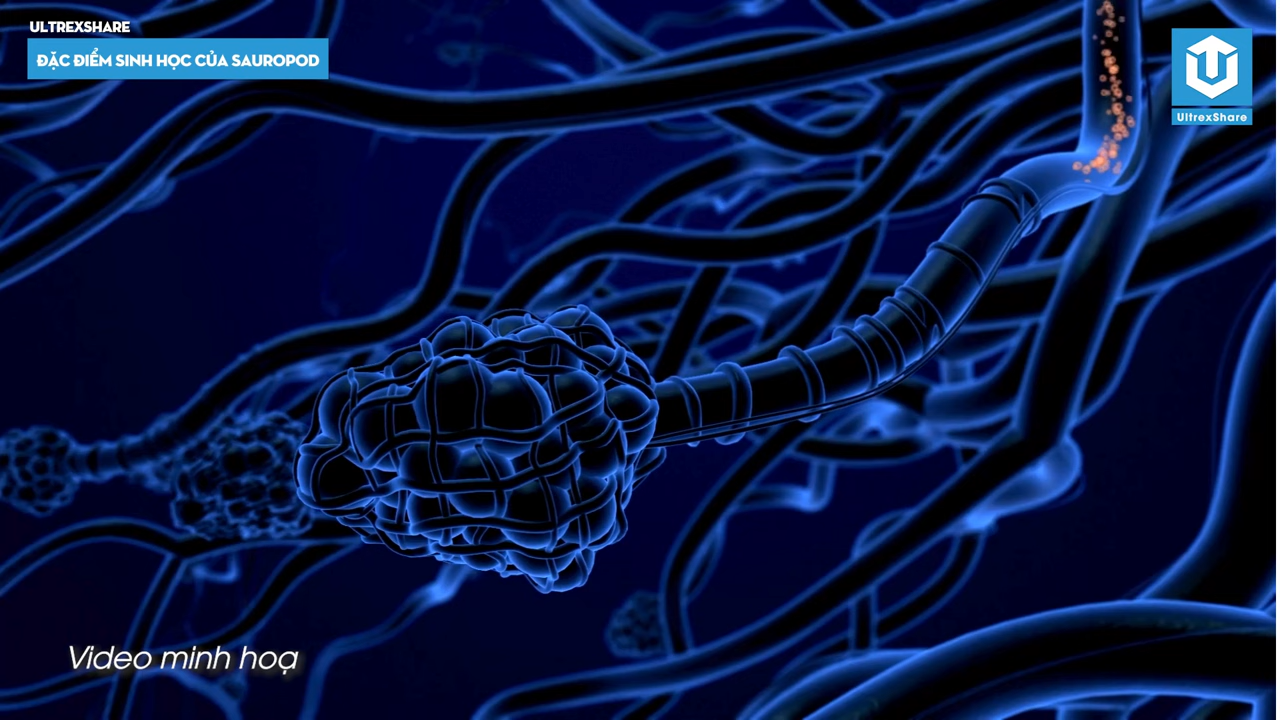 ULTREXSHARE
ĐẶC ĐIỂM SINH HỌC CỦA SAUROPOD
UltrexShare
Video minh hoạ